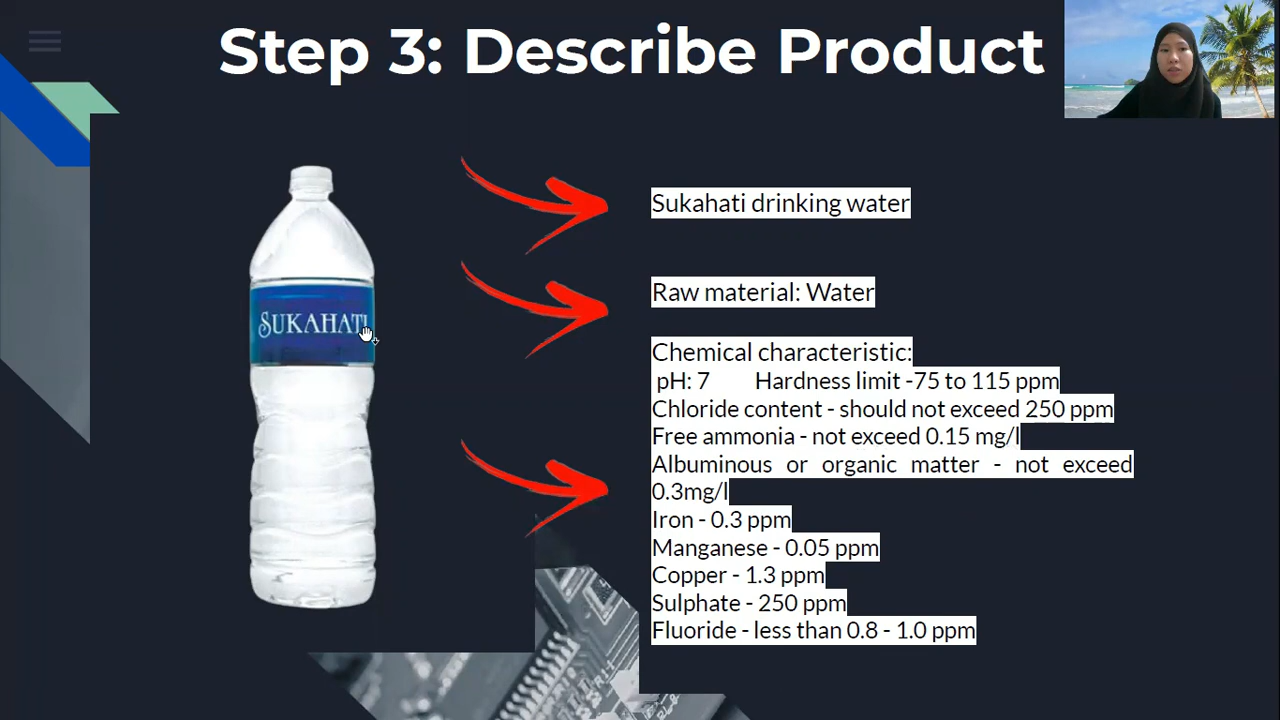 Step 3: Describe Product
SUKAHATI
Sukahati drinking water
Raw material: Water
Chemical characteristic:
pH: 7 Hardness limit -75 to 115 ppm
Chloride content - should not exceed 250 ppm
Free ammonia - not exceed 0.15 mg/l
Albuminous or organic matter - not exceed
0.3mg/l
Iron - 0.3 ppm
Manganese - 0.05 ppm
Copper - 1.3 ppm
Sulphate - 250 ppm
Fluoride - less than 0.8 - 1.0 ppm